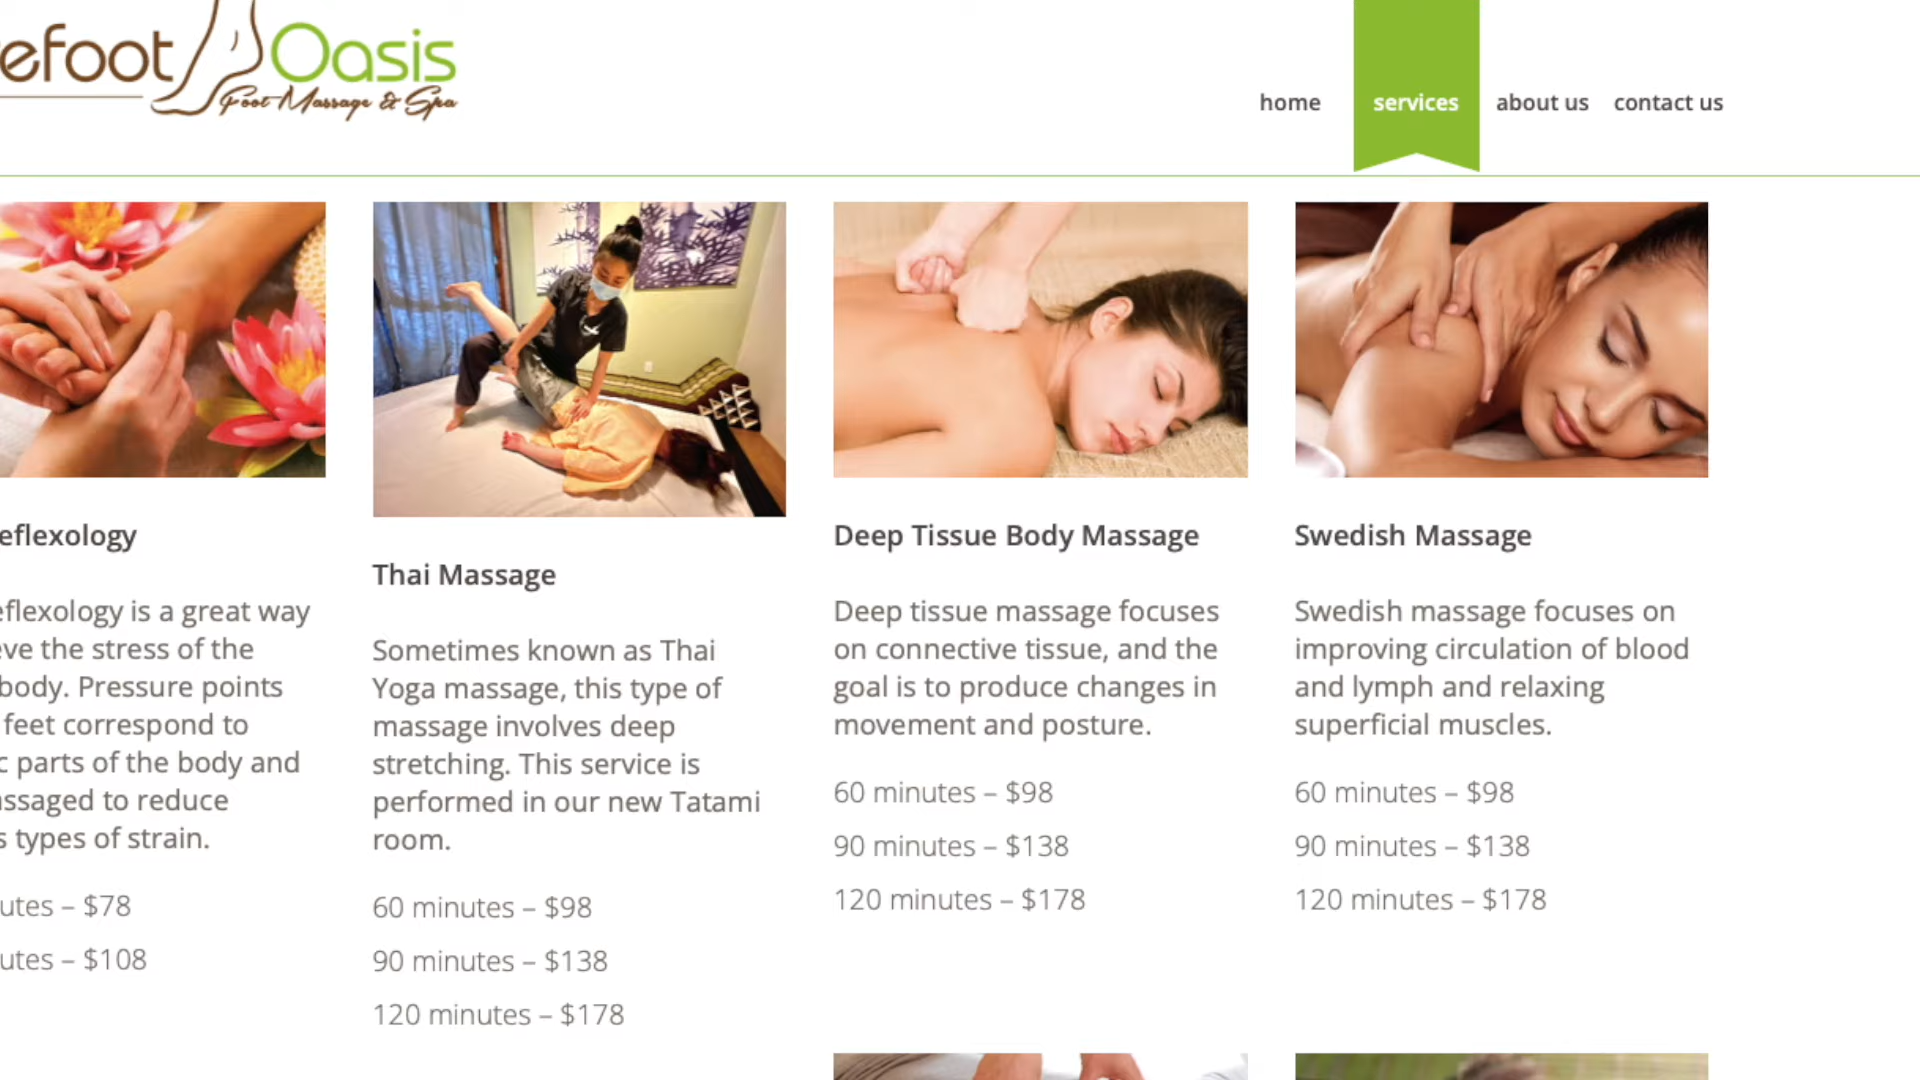 efoot Oasis
Foot Massage & Spa
home services about us contact us
eflexology
eflexology is a great way
eve the stress of the
body. Pressure points
feet correspond to
c parts of the body and
assaged to reduce
s types of strain.
utes – $78
utes – $108
Thai Massage
Sometimes known as Thai
Yoga massage, this type of
massage involves deep
stretching. This service is
performed in our new Tatami
room.
60 minutes – $98
90 minutes – $138
120 minutes – $178
Deep Tissue Body Massage
Deep tissue massage focuses
on connective tissue, and the
goal is to produce changes in
movement and posture.
60 minutes – $98
90 minutes – $138
120 minutes – $178
Swedish Massage
Swedish massage focuses on
improving circulation of blood
and lymph and relaxing
superficial muscles.
60 minutes – $98
90 minutes – $138
120 minutes – $178